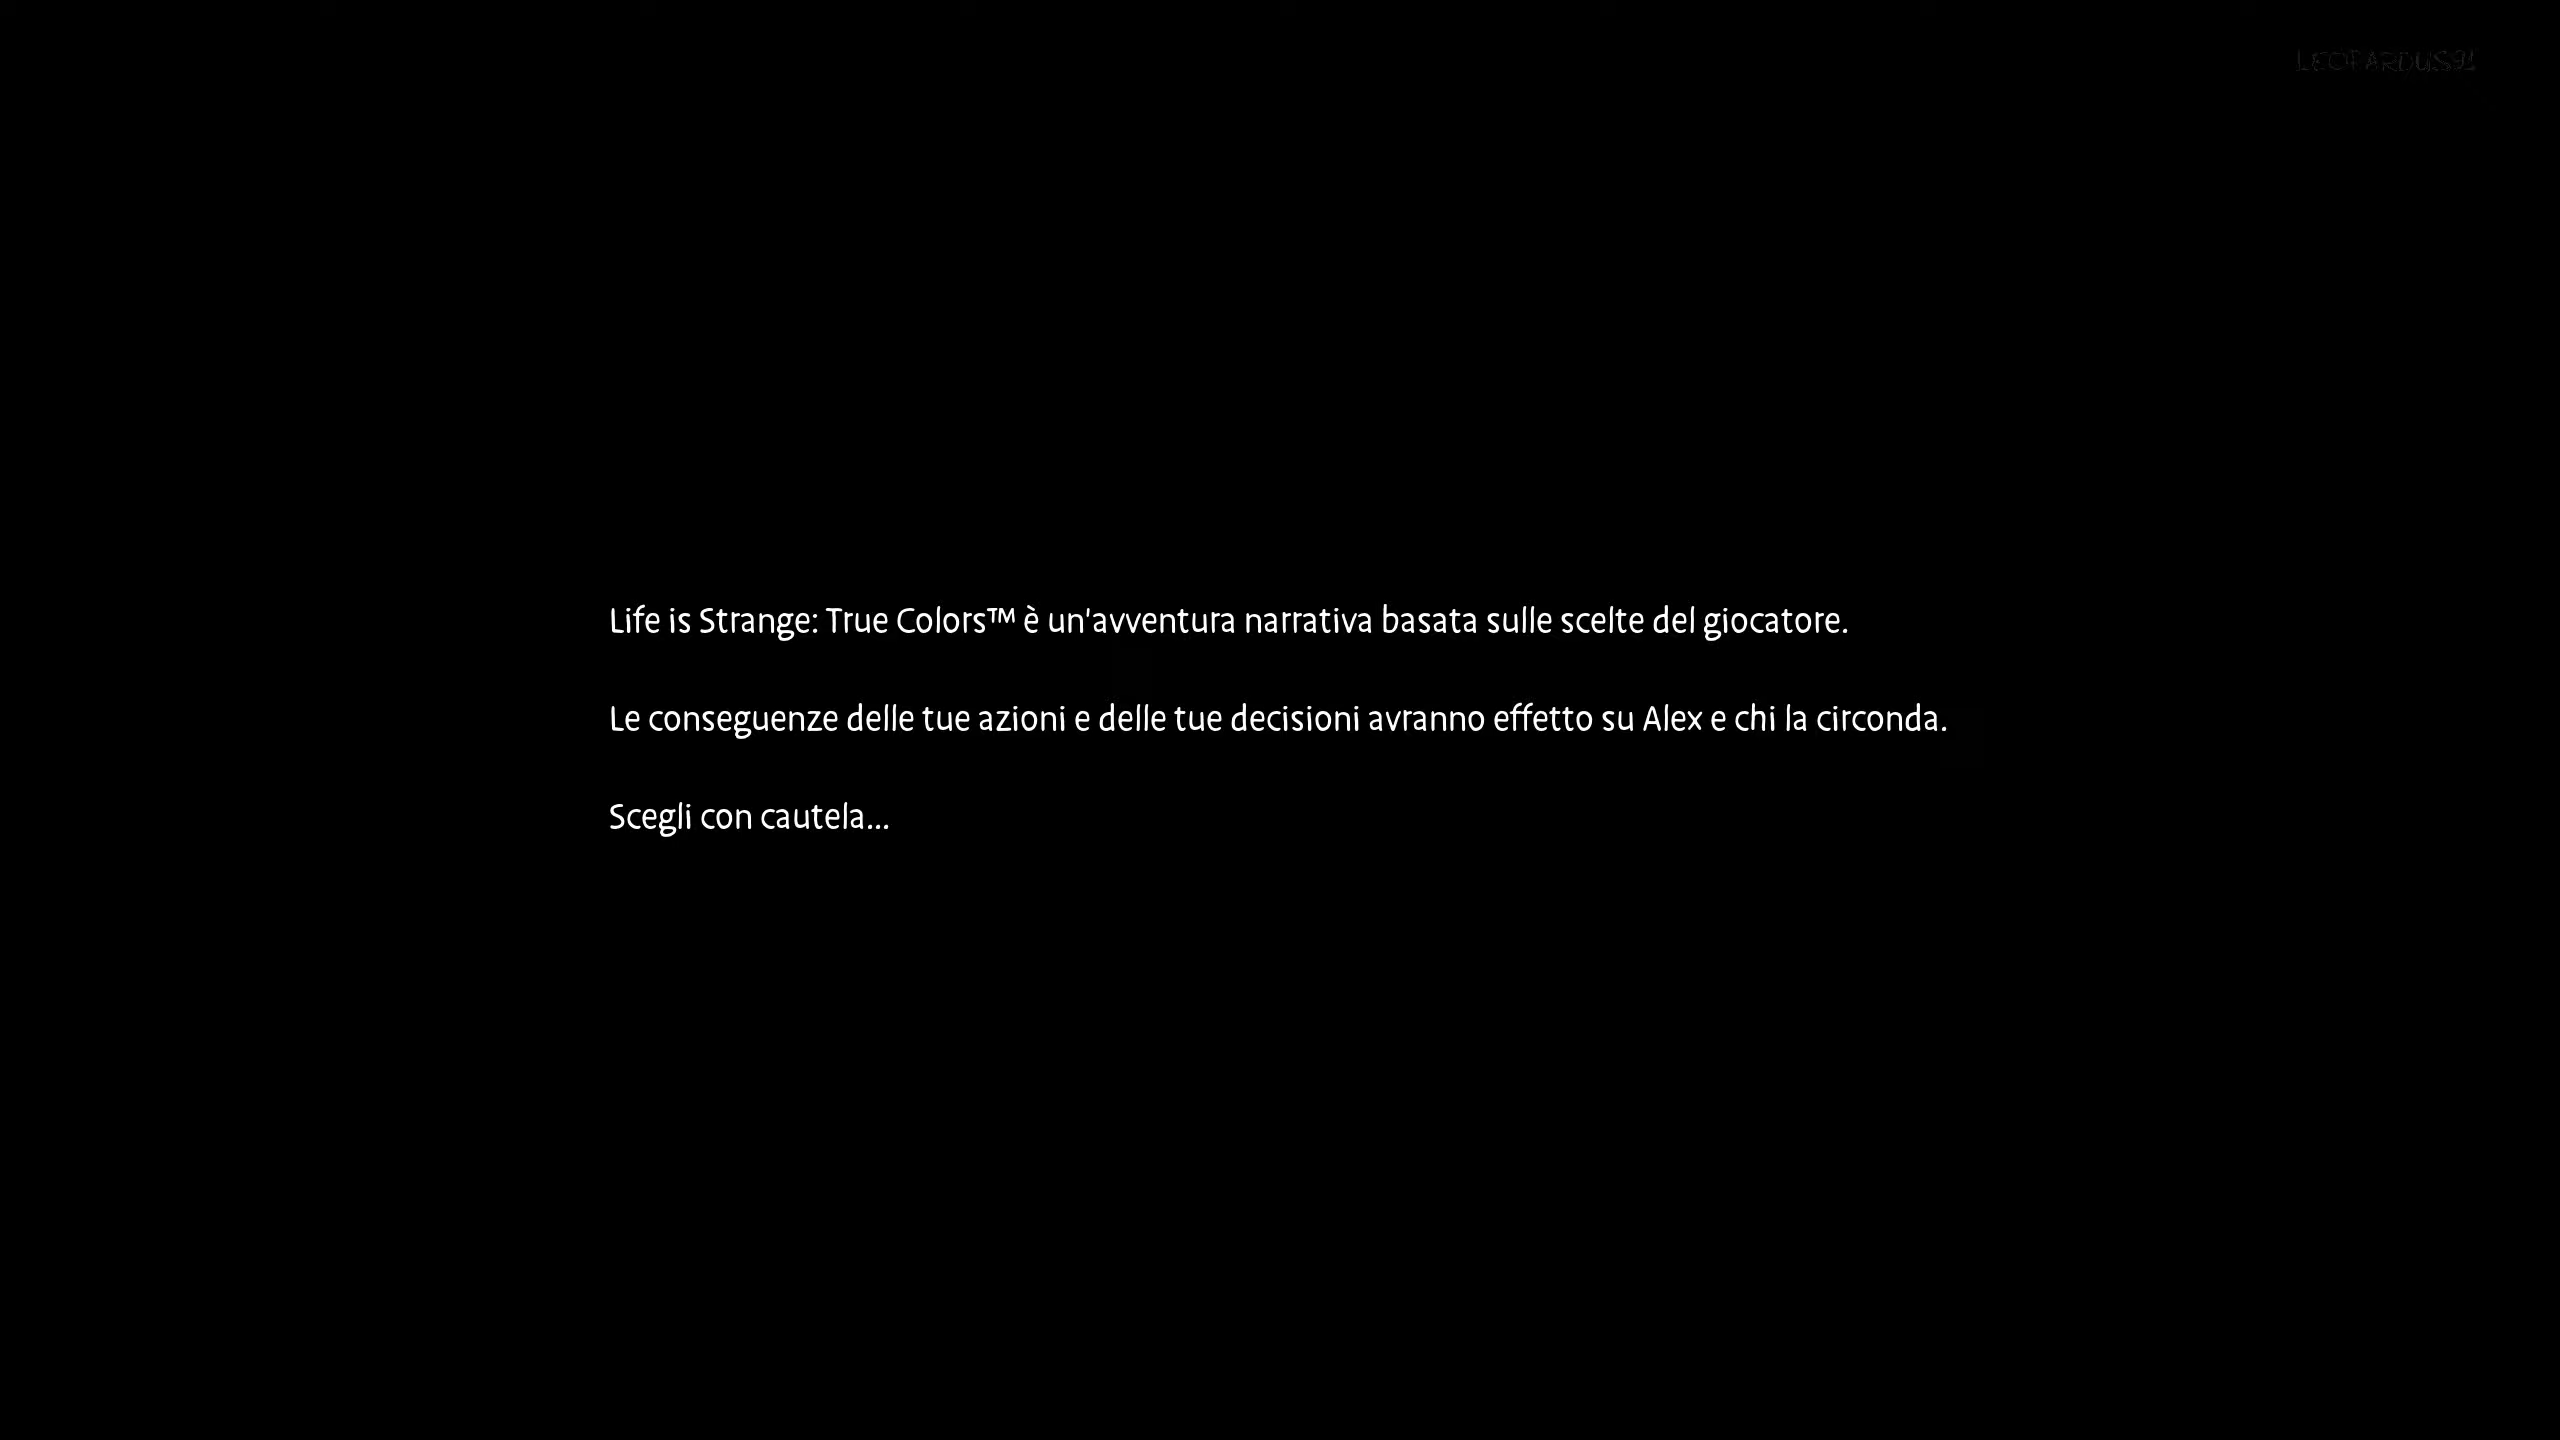 LEOPARDUS91
Life is Strange: True Colors™ è un'avventura narrativa basata sulle scelte del giocatore.
Le conseguenze delle tue azioni e delle tue decisioni avranno effetto su Alex e chi la circonda.
Scegli con cautela...